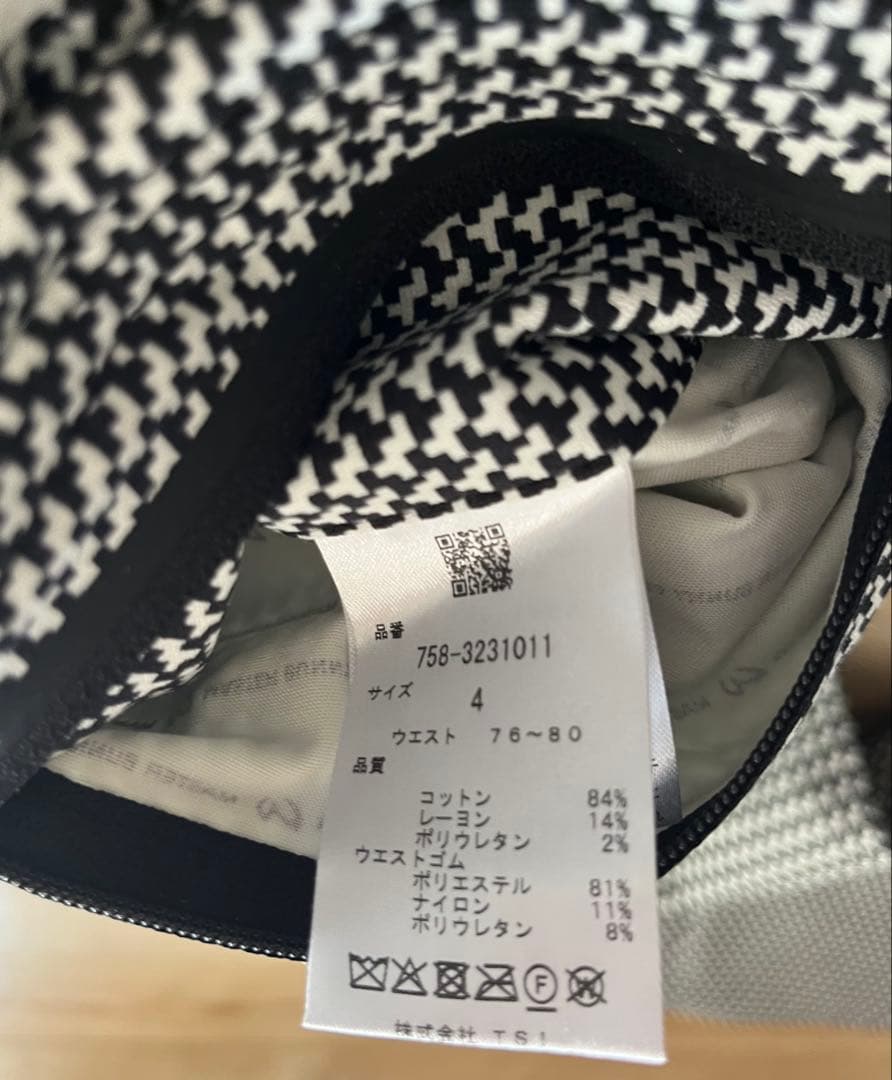 品番
758-3231011
サイズ
4
ウエスト 76~80
品質
コットン 84%
レーヨン 14%
ポリウレタン 2%
ウエストゴム
ポリエステル 81%
ナイロン 11%
ポリウレタン 8%
F
株式会社 TSI
MASTER BUNN